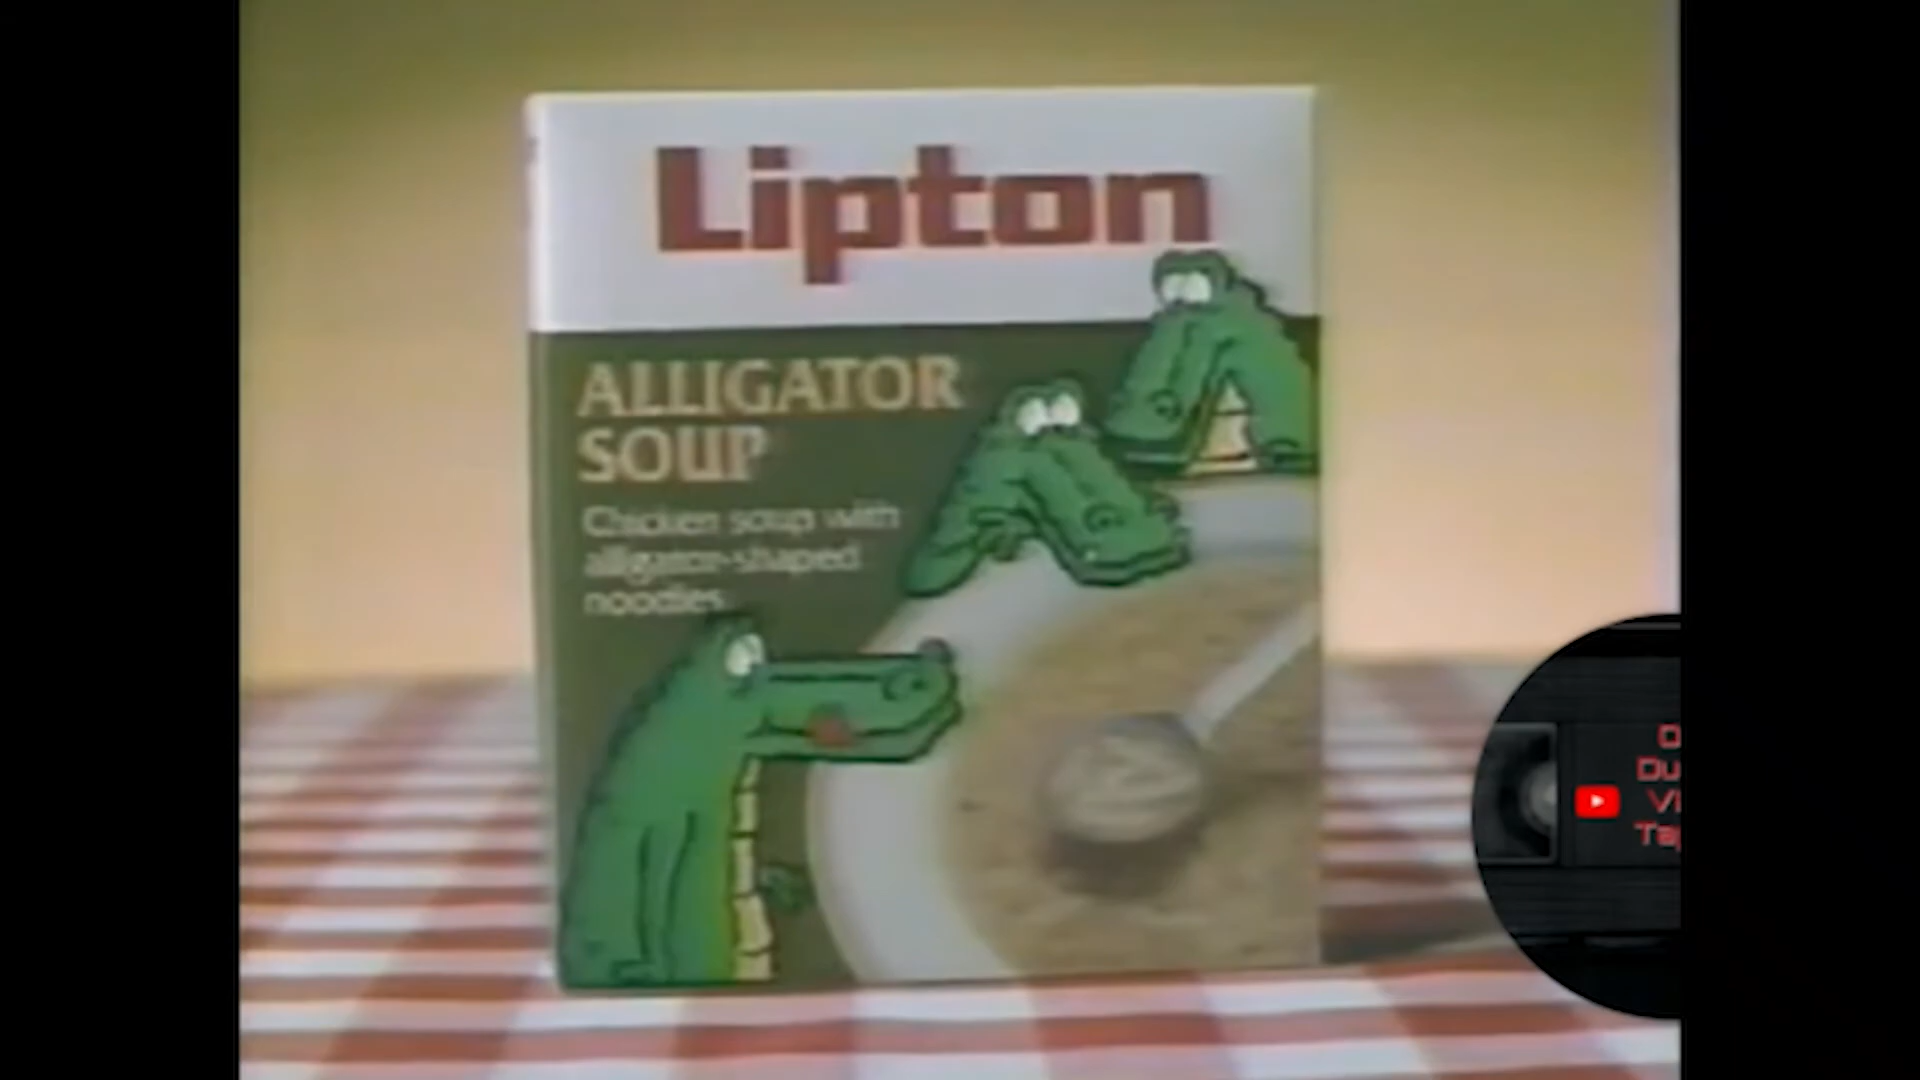 Lipton
ALLIGATOR
SOUP
Chicken soup with
alligator-shaped
noodles